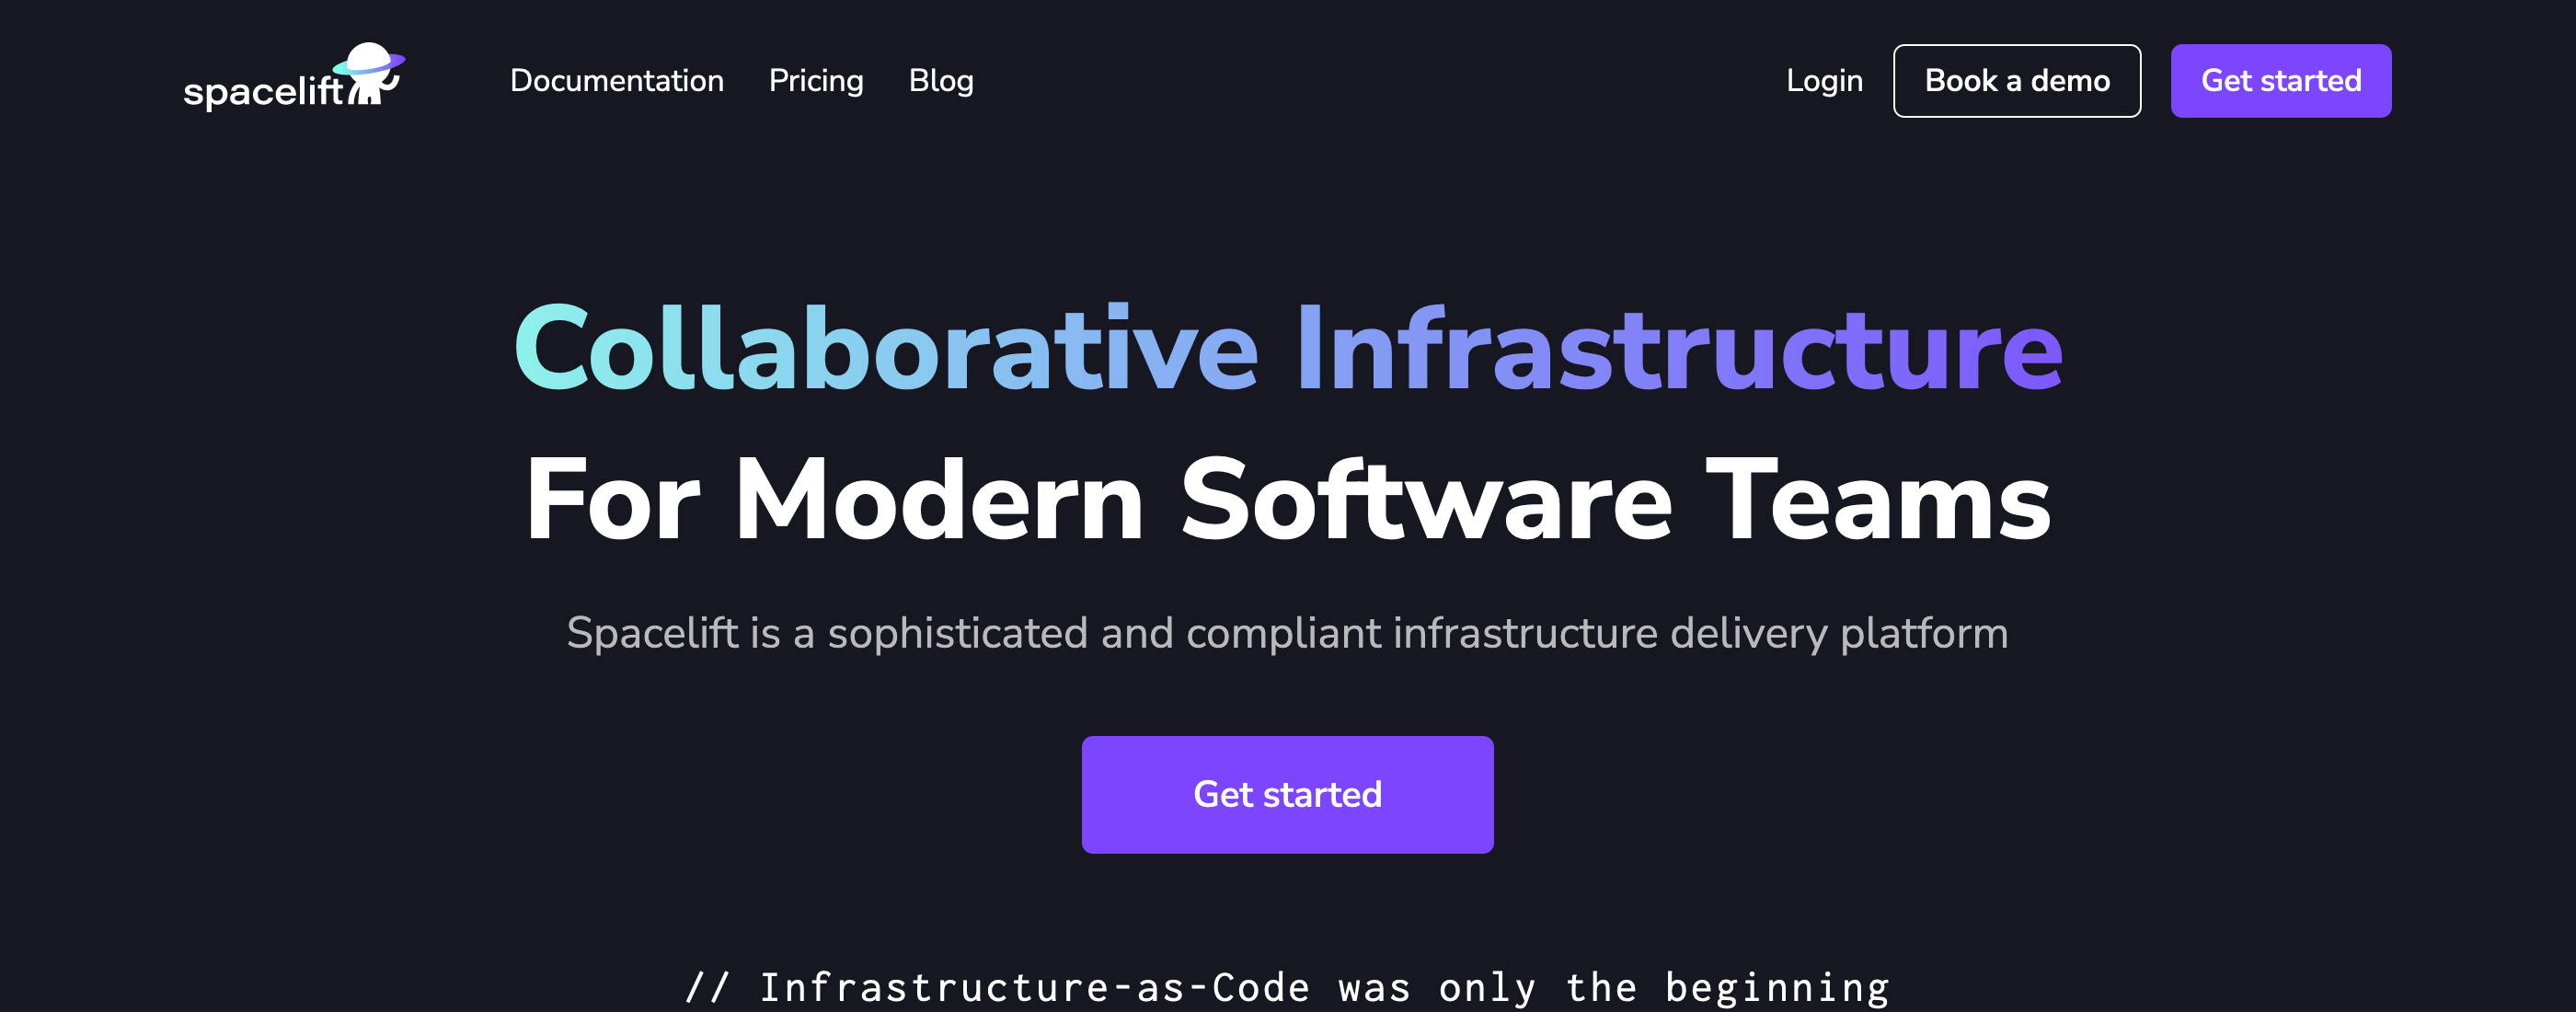 spacelift
Documentation Pricing Blog
Login Book a demo Get started
Collaborative Infrastructure
For Modern Software Teams
Spacelift is a sophisticated and compliant infrastructure delivery platform
Get started
// Infrastructure-as-Code was only the beginning